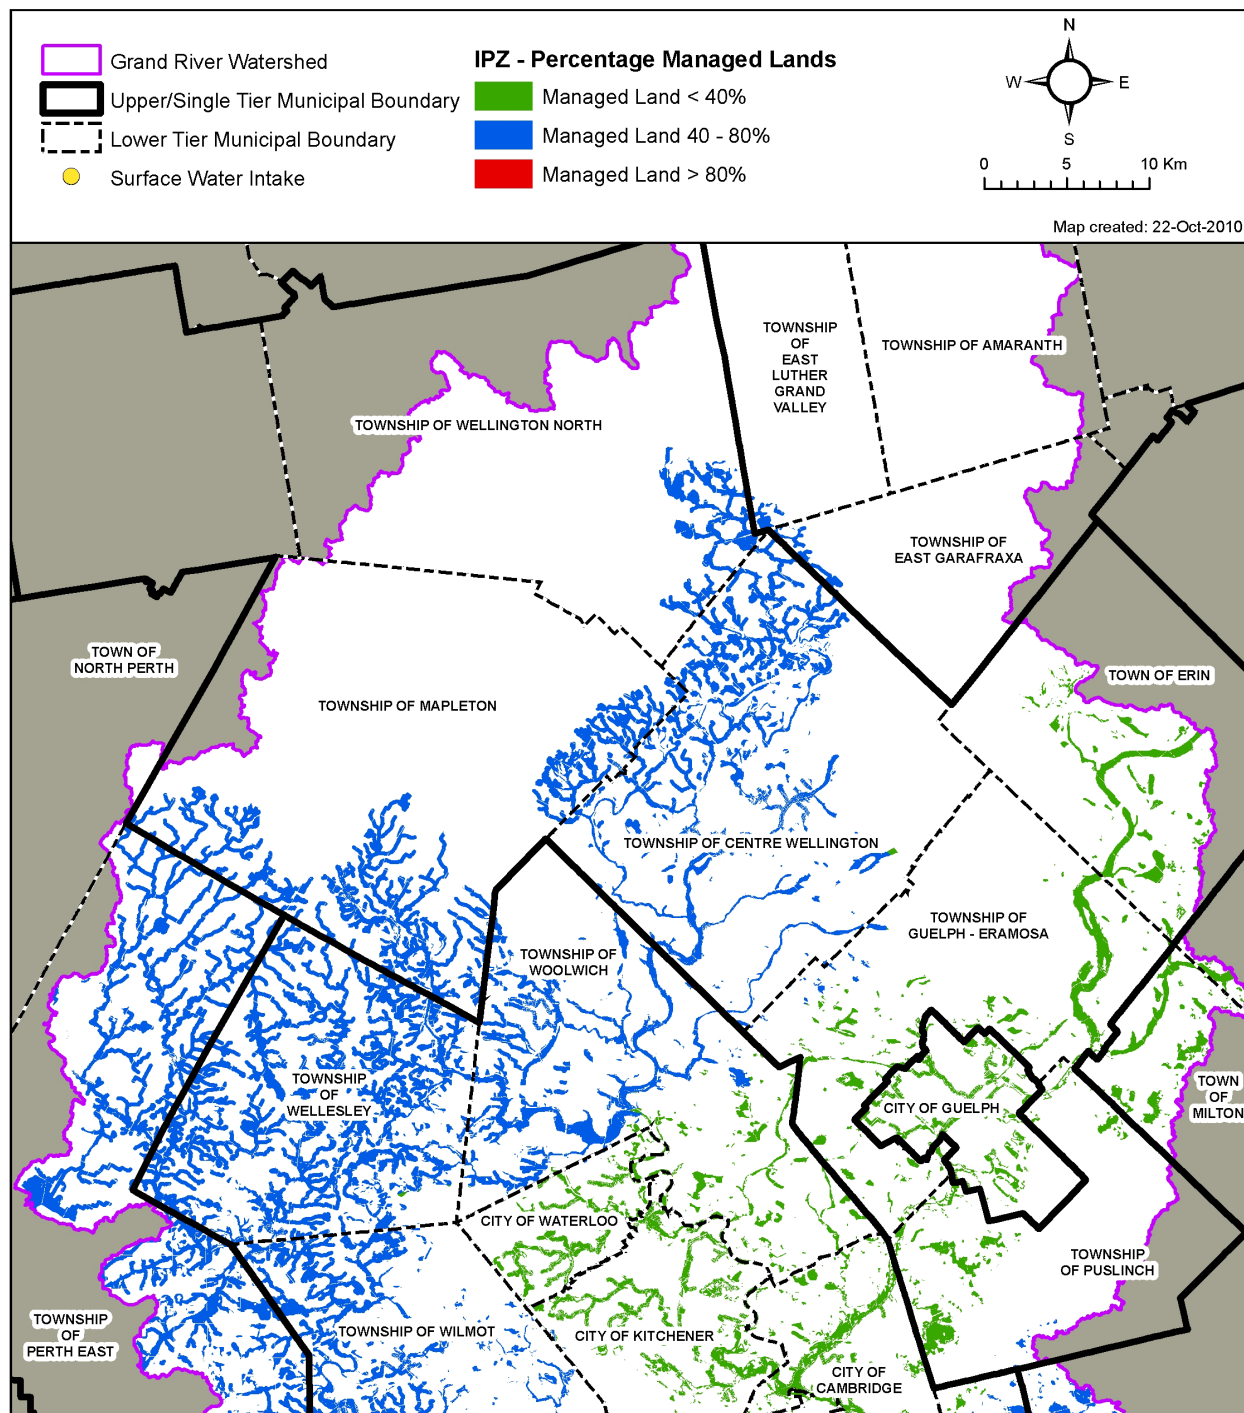 Grand River Watershed
Upper/Single Tier Municipal Boundary
Lower Tier Municipal Boundary
Surface Water Intake
IPZ - Percentage Managed Lands
Managed Land < 40%
Managed Land 40 - 80%
Managed Land > 80%
N
W
E
S
0 5 10 Km
Map created: 22-Oct-2010
TOWNSHIP
OF
EAST
LUTHER
GRAND
VALLEY
TOWNSHIP OF AMARANTH
TOWNSHIP OF WELLINGTON NORTH
TOWNSHIP OF
EAST GARAFRAXA
TOWN OF
NORTH PERTH
TOWN OF ERIN
TOWNSHIP OF MAPLETON
TOWNSHIP OF CENTRE WELLINGTON
TOWNSHIP OF
GUELPH - ERAMOSA
TOWNSHIP OF
WOOLWICH
TOWNSHIP
OF
WELLESLEY
CITY OF GUELPH
TOWN
OF
MILTON
CITY OF WATERLOO
TOWNSHIP
OF PUSLINCH
TOWNSHIP
OF
PERTH EAST
TOWNSHIP OF WILMOT
CITY OF KITCHENER
CITY OF
CAMBRIDGE